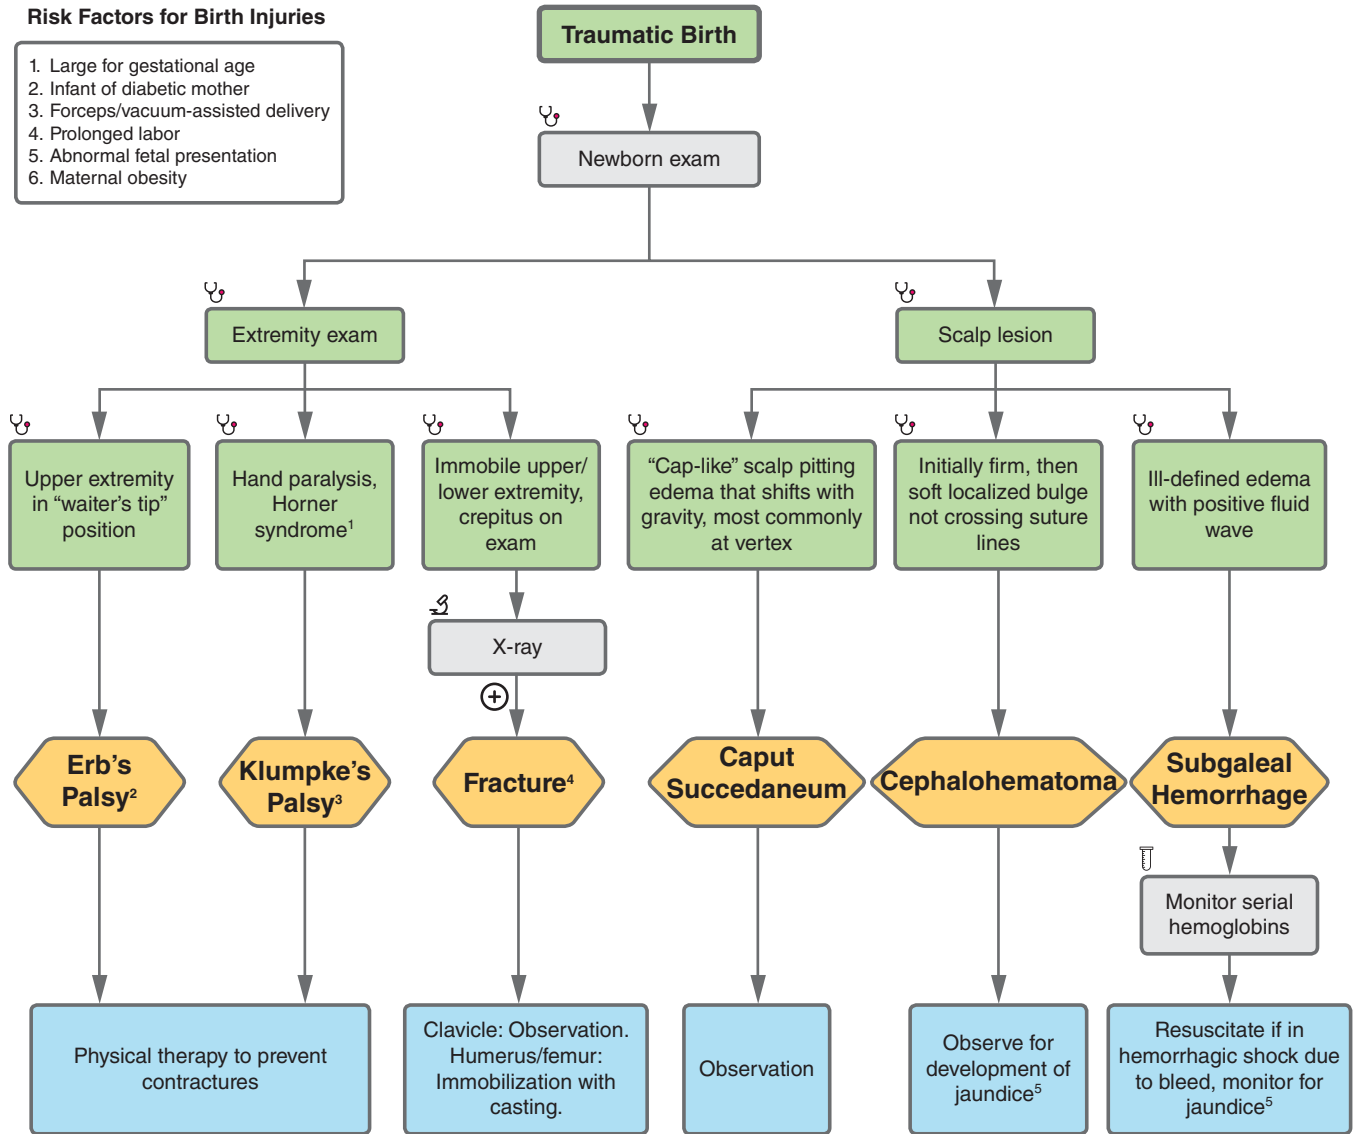 Risk Factors for Birth Injuries
1. Large for gestational age
2. Infant of diabetic mother
3. Forceps/vacuum-assisted delivery
4. Prolonged labor
5. Abnormal fetal presentation
6. Maternal obesity
Traumatic Birth
Newborn exam
Extremity exam
Scalp lesion
Upper extremity
in “waiter’s tip”
position
Hand paralysis,
Horner
syndrome¹
Immobile upper/
lower extremity,
crepitus on
exam
“Cap-like” scalp pitting
edema that shifts with
gravity, most commonly
at vertex
Initially firm, then
soft localized bulge
not crossing suture
lines
Ill-defined edema
with positive fluid
wave
X-ray
Erb’s
Palsy²
Klumpke’s
Palsy³
Fracture⁴
Caput
Succedaneum
Cephalohematoma
Subgaleal
Hemorrhage
Monitor serial
hemoglobins
Physical therapy to prevent
contractures
Clavicle: Observation.
Humerus/femur:
Immobilization with
casting.
Observation
Observe for
development of
jaundice⁵
Resuscitate if in
hemorrhagic shock due
to bleed, monitor for
jaundice⁵